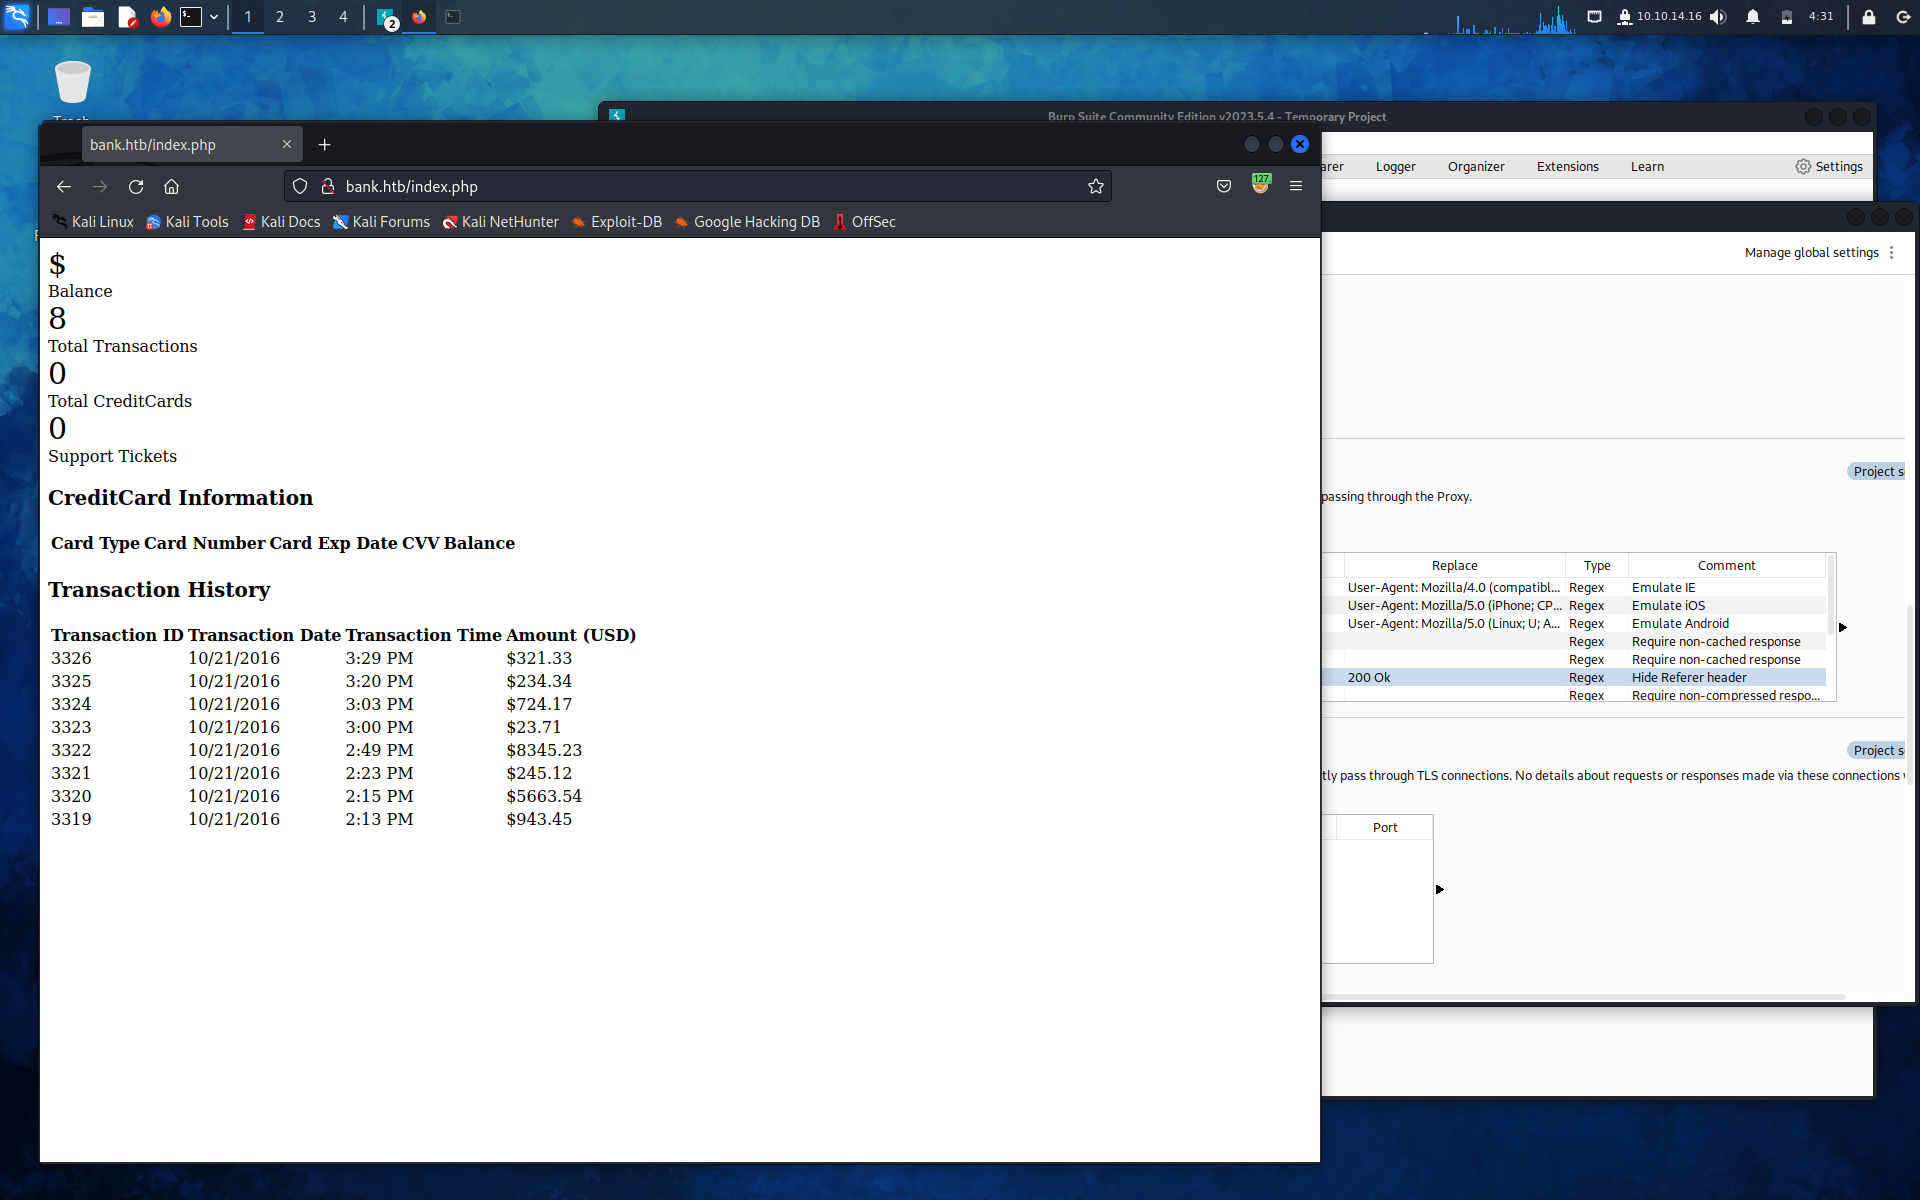 1 2 3 4 2 10.10.14.16 4:31
Burp Suite Community Edition v2023.5.4 - Temporary Project
bank.htb/index.php
Logger Organizer Extensions Learn Settings
bank.htb/index.php 127.
Kali Linux Kali Tools Kali Docs Kali Forums Kali NetHunter Exploit-DB Google Hacking DB OffSec
Manage global settings
$
Balance
8
Total Transactions
0
Total CreditCards
0
Support Tickets
CreditCard Information
Card Type Card Number Card Exp Date CVV Balance
Transaction History
Transaction ID Transaction Date Transaction Time Amount (USD)
3326 10/21/2016 3:29 PM $321.33
3325 10/21/2016 3:20 PM $234.34
3324 10/21/2016 3:03 PM $724.17
3323 10/21/2016 3:00 PM $23.71
3322 10/21/2016 2:49 PM $8345.23
3321 10/21/2016 2:23 PM $245.12
3320 10/21/2016 2:15 PM $5663.54
3319 10/21/2016 2:13 PM $943.45
Project s
passing through the Proxy.
Replace Type Comment
User-Agent: Mozilla/4.0 (compatibl... Regex Emulate IE
User-Agent: Mozilla/5.0 (iPhone; CP... Regex Emulate iOS
User-Agent: Mozilla/5.0 (Linux; U; A... Regex Emulate Android
Regex Require non-cached response
Regex Require non-cached response
200 Ok Regex Hide Referer header
Regex Require non-compressed respo...
Project s
tly pass through TLS connections. No details about requests or responses made via these connections
Port